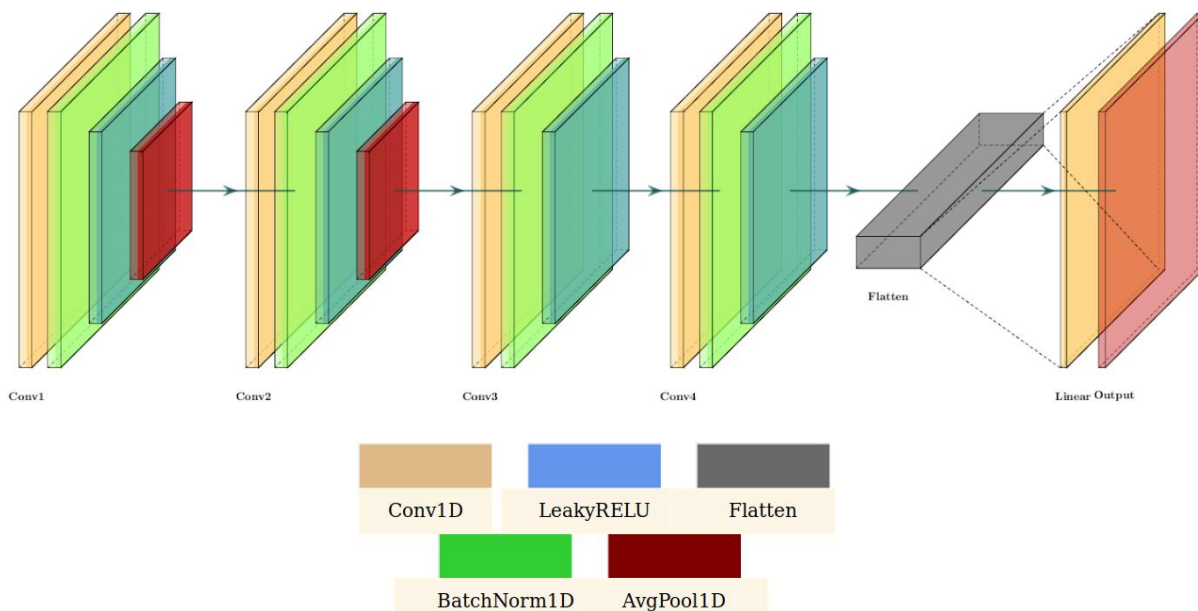 Flatten
Conv1
Conv2
Conv3
Conv4
Linear
Output
Conv1D
LeakyRELU
Flatten
BatchNorm1D
AvgPool1D